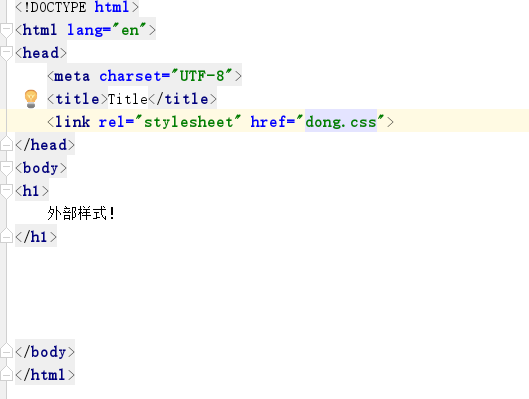 <!DOCTYPE html>
<html lang="en">
<head>
<meta charset="UTF-8">
<title>Title</title>
<link rel="stylesheet" href="dong.css">
</head>
<body>
<h1>
外部样式!
</h1>
</body>
</html>